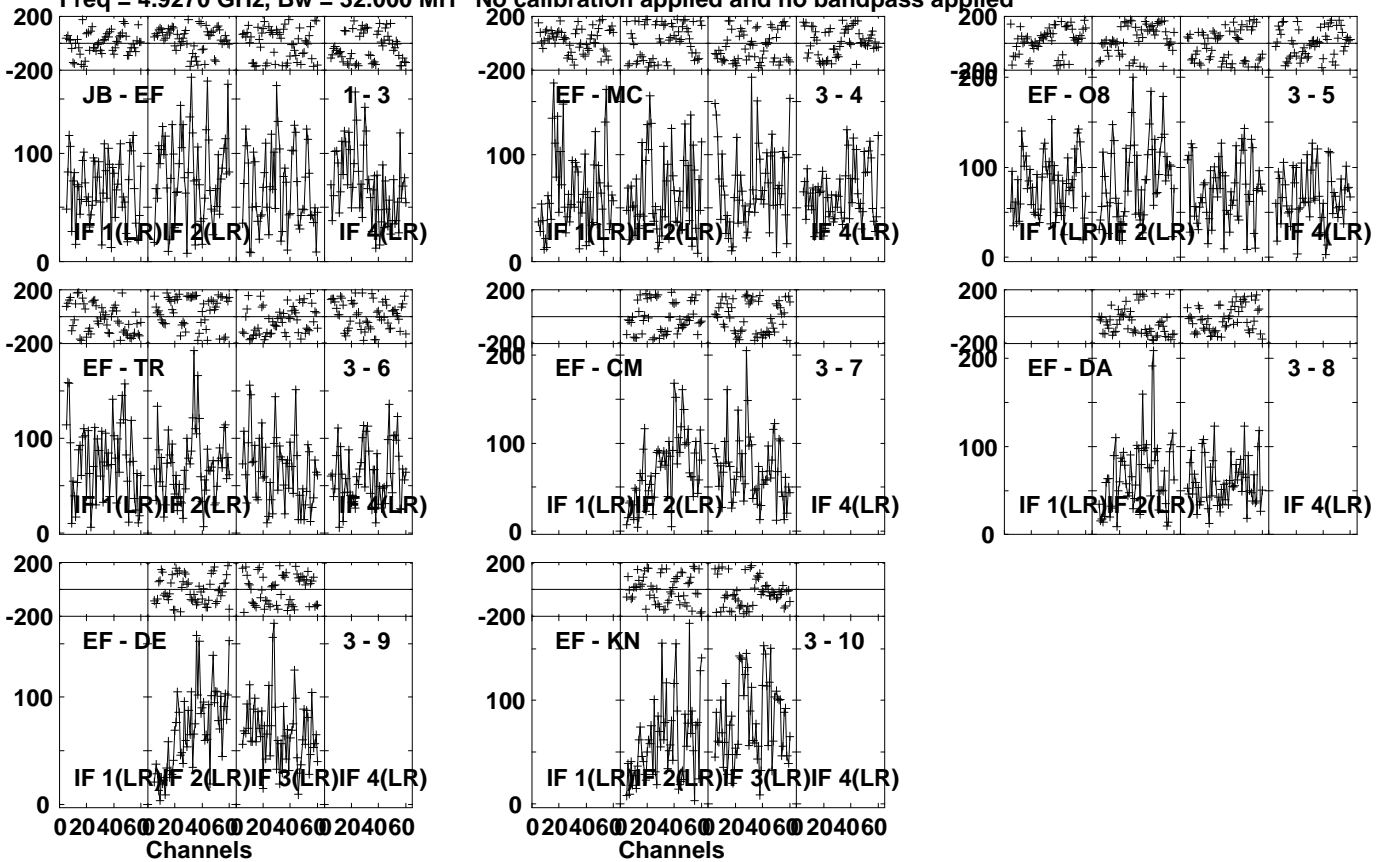 Freq = 4.9270 GHz, Bw = 32.000 MH No calibration applied and no bandpass applied
200
-200
JB - EF 1 - 3
100
IF 1(LR) IF 2(LR) IF 4(LR)
0
200
-200
EF - MC 3 - 4
100
IF 1(LR) IF 2(LR) IF 4(LR)
0
200
-200
200
EF - O8 3 - 5
100
IF 1(LR) IF 2(LR) IF 4(LR)
0
200
-200
EF - TR 3 - 6
100
IF 1(LR) IF 2(LR) IF 4(LR)
0
200
-200
200
EF - CM 3 - 7
100
IF 1(LR) IF 2(LR) IF 4(LR)
0
200
-200
200
EF - DA 3 - 8
100
IF 1(LR) IF 2(LR) IF 4(LR)
0
200
-200
EF - DE 3 - 9
100
IF 1(LR) IF 2(LR) IF 3(LR) IF 4(LR)
0
0 20 40 60 0 20 40 60 0 20 40 60 0 20 40 60
Channels
200
-200
EF - KN 3 - 10
100
IF 1(LR) IF 2(LR) IF 3(LR) IF 4(LR)
0
0 20 40 60 0 20 40 60 0 20 40 60 0 20 40 60
Channels